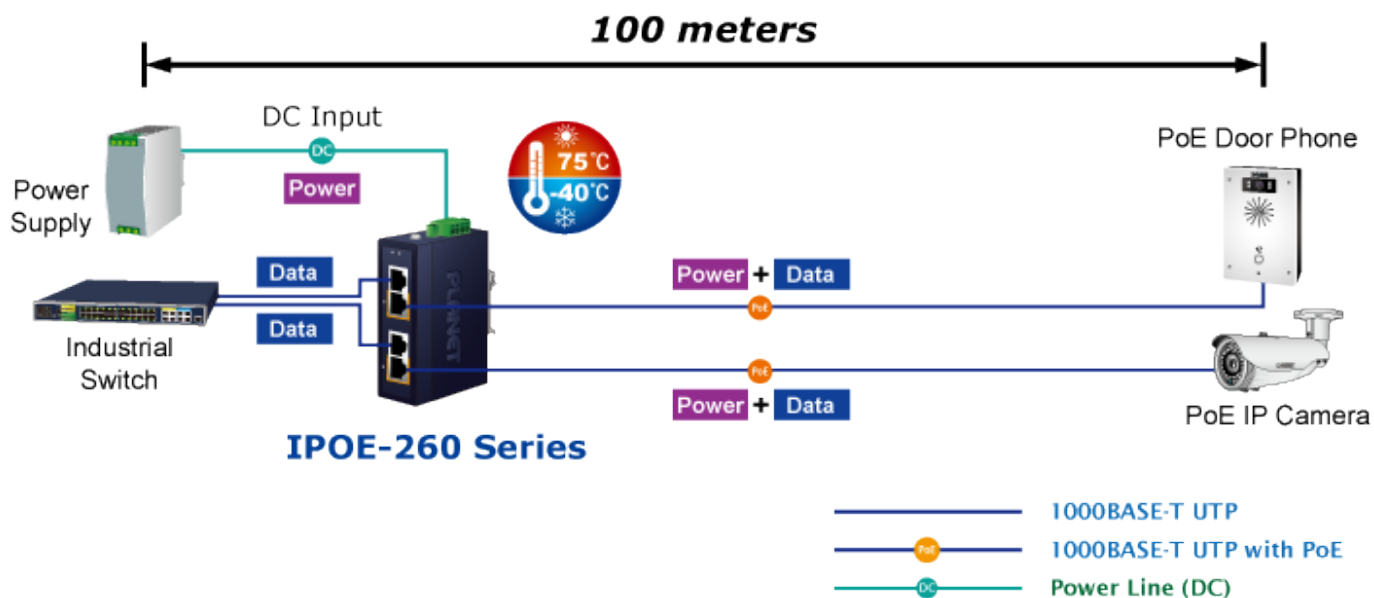 100 meters
DC Input
DC
Power
Power
Supply
75°C
-40°C
PoE Door Phone
Data
Data
Industrial
Switch
PLANET
Power + Data
PoE
PoE
Power + Data
PoE IP Camera
IPOE-260 Series
1000BASE-T UTP
PoE
1000BASE-T UTP with PoE
DC
Power Line (DC)